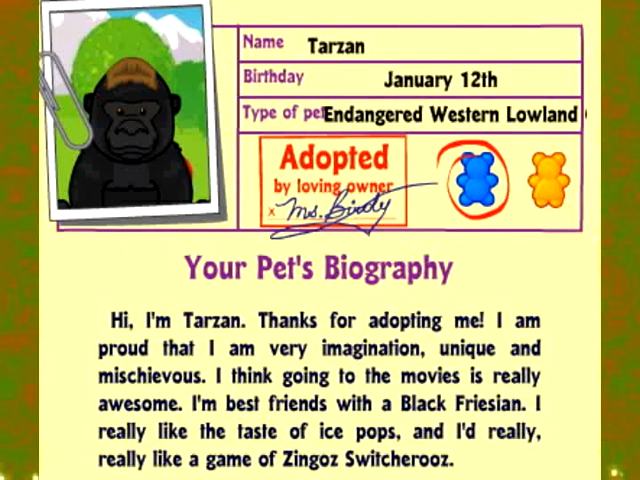 Name Tarzan
Birthday January 12th
Type of pet Endangered Western Lowland
Adopted
by loving owner
x Ms. Birdy
Your Pet's Biography
Hi, I'm Tarzan. Thanks for adopting me! I am
proud that I am very imagination, unique and
mischievous. I think going to the movies is really
awesome. I'm best friends with a Black Friesian. I
really like the taste of ice pops, and I'd really,
really like a game of Zingoz Switcherooz.